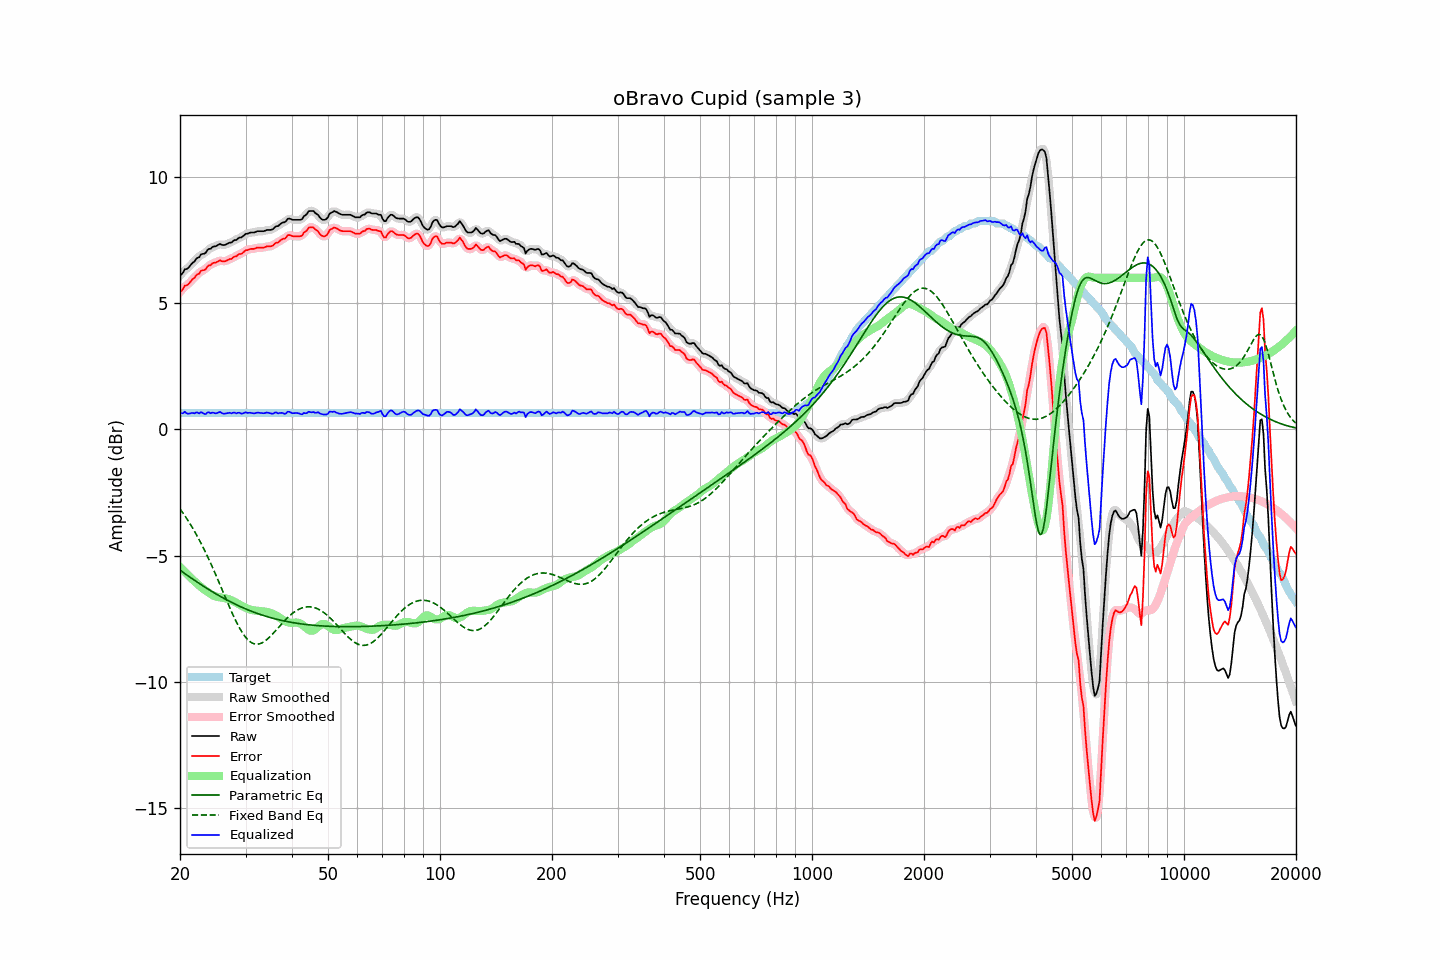 oBravo Cupid (sample 3)
10
5
0
−5
−10
−15
Amplitude (dBr)
Target
Raw Smoothed
Error Smoothed
Raw
Error
Equalization
Parametric Eq
Fixed Band Eq
Equalized
20 50 100 200 500 1000 2000 5000 10000 20000
Frequency (Hz)